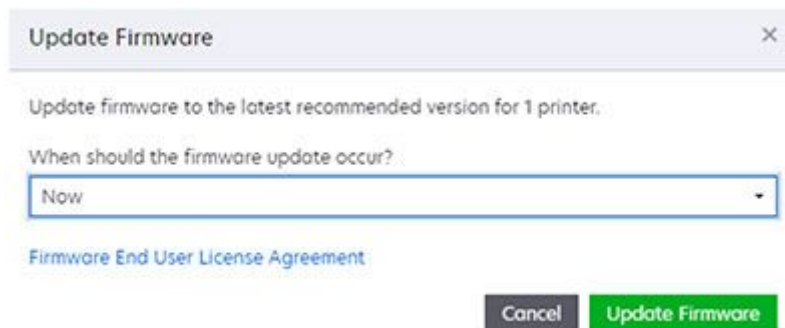 Update Firmware
Update firmware to the latest recommended version for 1 printer.
When should the firmware update occur?
Now
Firmware End User License Agreement
Cancel Update Firmware